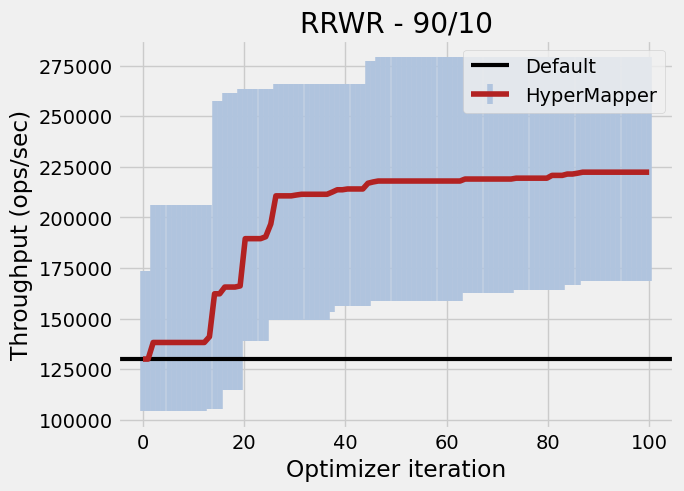 RRWR - 90/10
Throughput (ops/sec)
275000
250000
225000
200000
175000
150000
125000
100000
Default
HyperMapper
0 20 40 60 80 100
Optimizer iteration